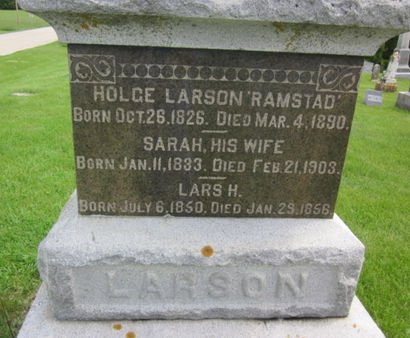 HOLGE LARSON 'RAMSTAD'
BORN OCT.26,1826. DIED MAR.4,1890.
SARAH, HIS WIFE
BORN JAN.11,1833. DIED FEB.21,1903.
LARS H.
BORN JULY 6,1850. DIED JAN.29,1856.
LARSON